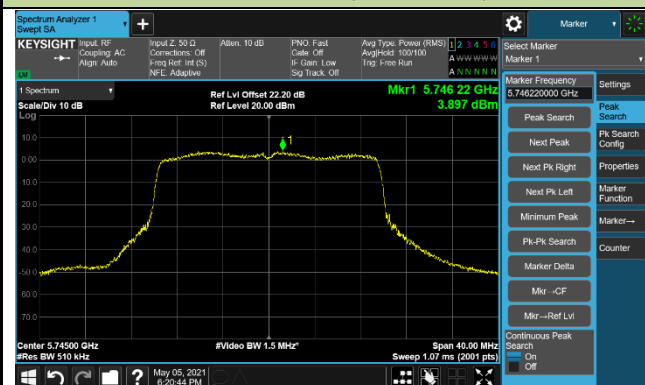 Spectrum Analyzer 1
Swept SA
Marker
KEYSIGHT
Input: RF
Coupling: AC
Align: Auto
Input Z: 50 Ω
Corrections: Off
Freq Ref: Int (S)
NFE: Adaptive
Atten: 10 dB
PNO: Fast
Gate: Off
IF Gain: Low
Sig Track: Off
Avg Type: Power (RMS)
Avg|Hold: 100/100
Trig: Free Run
1 2 3 4 5 6
A W W W W W
A N N N N N
LM
Select Marker
Marker 1
1 Spectrum
Scale/Div 10 dB
Log
Ref Lvl Offset 22.20 dB
Ref Level 20.00 dBm
Mkr1 5.746 22 GHz
3.897 dBm
1
10.0
0.00
-10.0
-20.0
-30.0
-40.0
-50.0
-60.0
-70.0
Center 5.74500 GHz
#Res BW 510 kHz
#Video BW 1.5 MHz*
Span 40.00 MHz
Sweep 1.07 ms (2001 pts)
Marker Frequency
5.746220000 GHz
Peak Search
Next Peak
Next Pk Right
Next Pk Left
Minimum Peak
Pk-Pk Search
Marker Delta
Mkr→CF
Mkr→Ref Lvl
Continuous Peak
Search
On
Off
Settings
Peak
Search
Pk Search
Config
Properties
Marker
Function
Marker→
Counter
?
May 05, 2021
6:20:44 PM